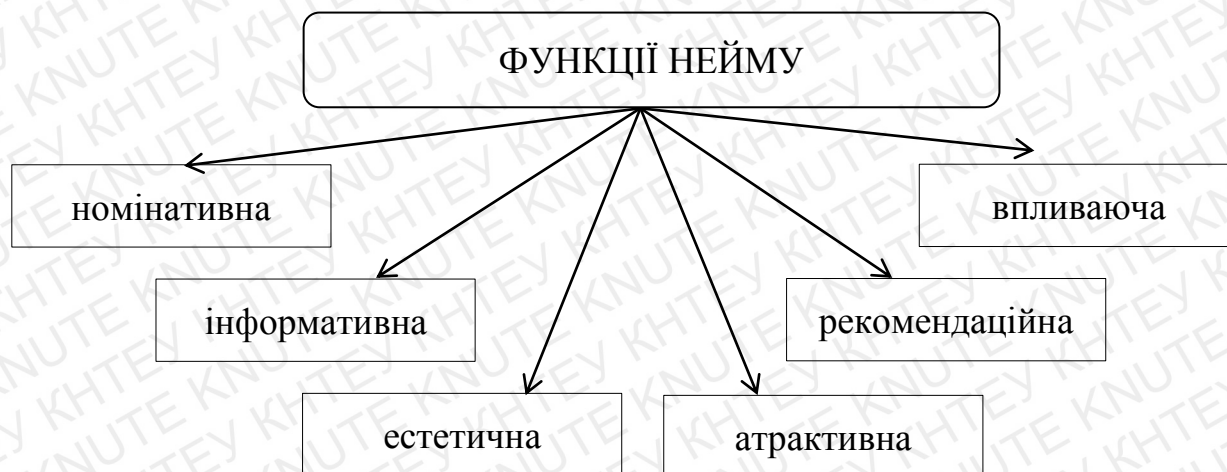 ФУНКЦІЇ НЕЙМУ
номінативна
впливаюча
інформативна
рекомендаційна
естетична
атрактивна